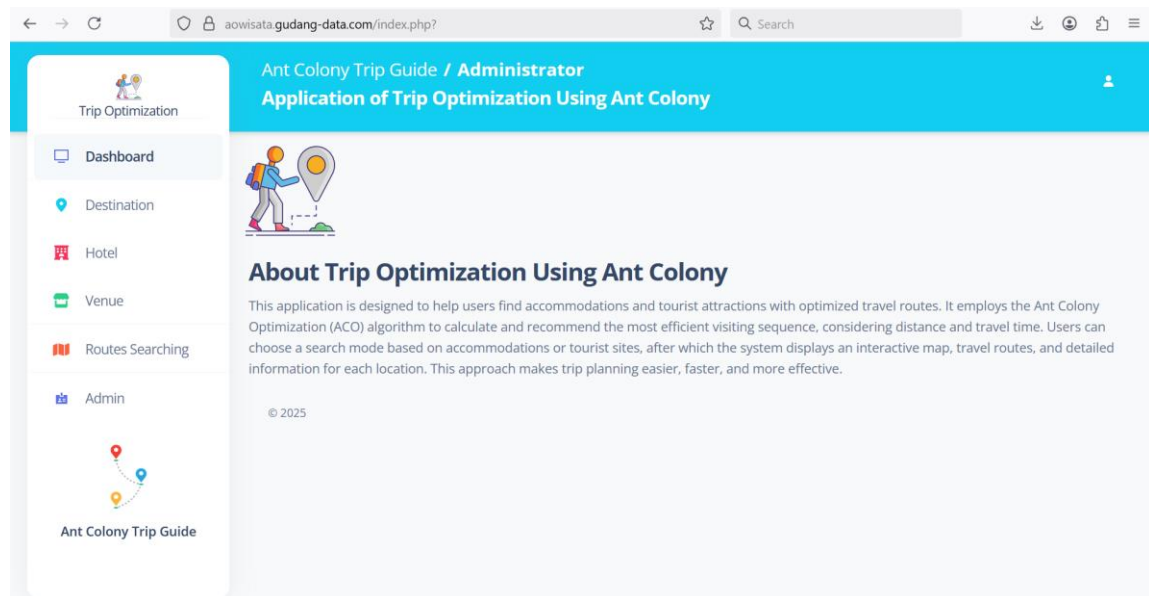 aowisata.gudang-data.com/index.php?
Search
Trip Optimization
Dashboard
Destination
Hotel
Venue
Routes Searching
Admin
Ant Colony Trip Guide
Ant Colony Trip Guide / Administrator
Application of Trip Optimization Using Ant Colony
About Trip Optimization Using Ant Colony
This application is designed to help users find accommodations and tourist attractions with optimized travel routes. It employs the Ant Colony
Optimization (ACO) algorithm to calculate and recommend the most efficient visiting sequence, considering distance and travel time. Users can
choose a search mode based on accommodations or tourist sites, after which the system displays an interactive map, travel routes, and detailed
information for each location. This approach makes trip planning easier, faster, and more effective.
© 2025